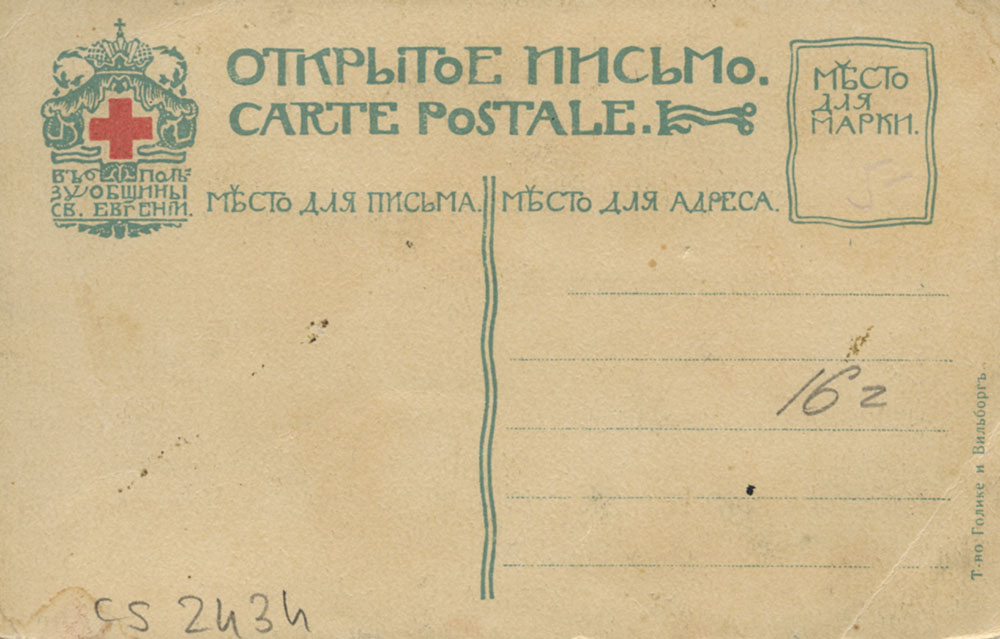 ОТКРЫТОЕ ПИСЬМО.
CARTE POSTALE.
МѢСТО
ДЛЯ
МАРКИ.
ВЪ ПОЛЬ-
ЗУ ОБЩИНЫ
СВ. ЕВГЕНІИ.
МѢСТО ДЛЯ ПИСЬМА.
МѢСТО ДЛЯ АДРЕСА.
16 г
Т-во Голике и Вильборгъ.
CS 2434